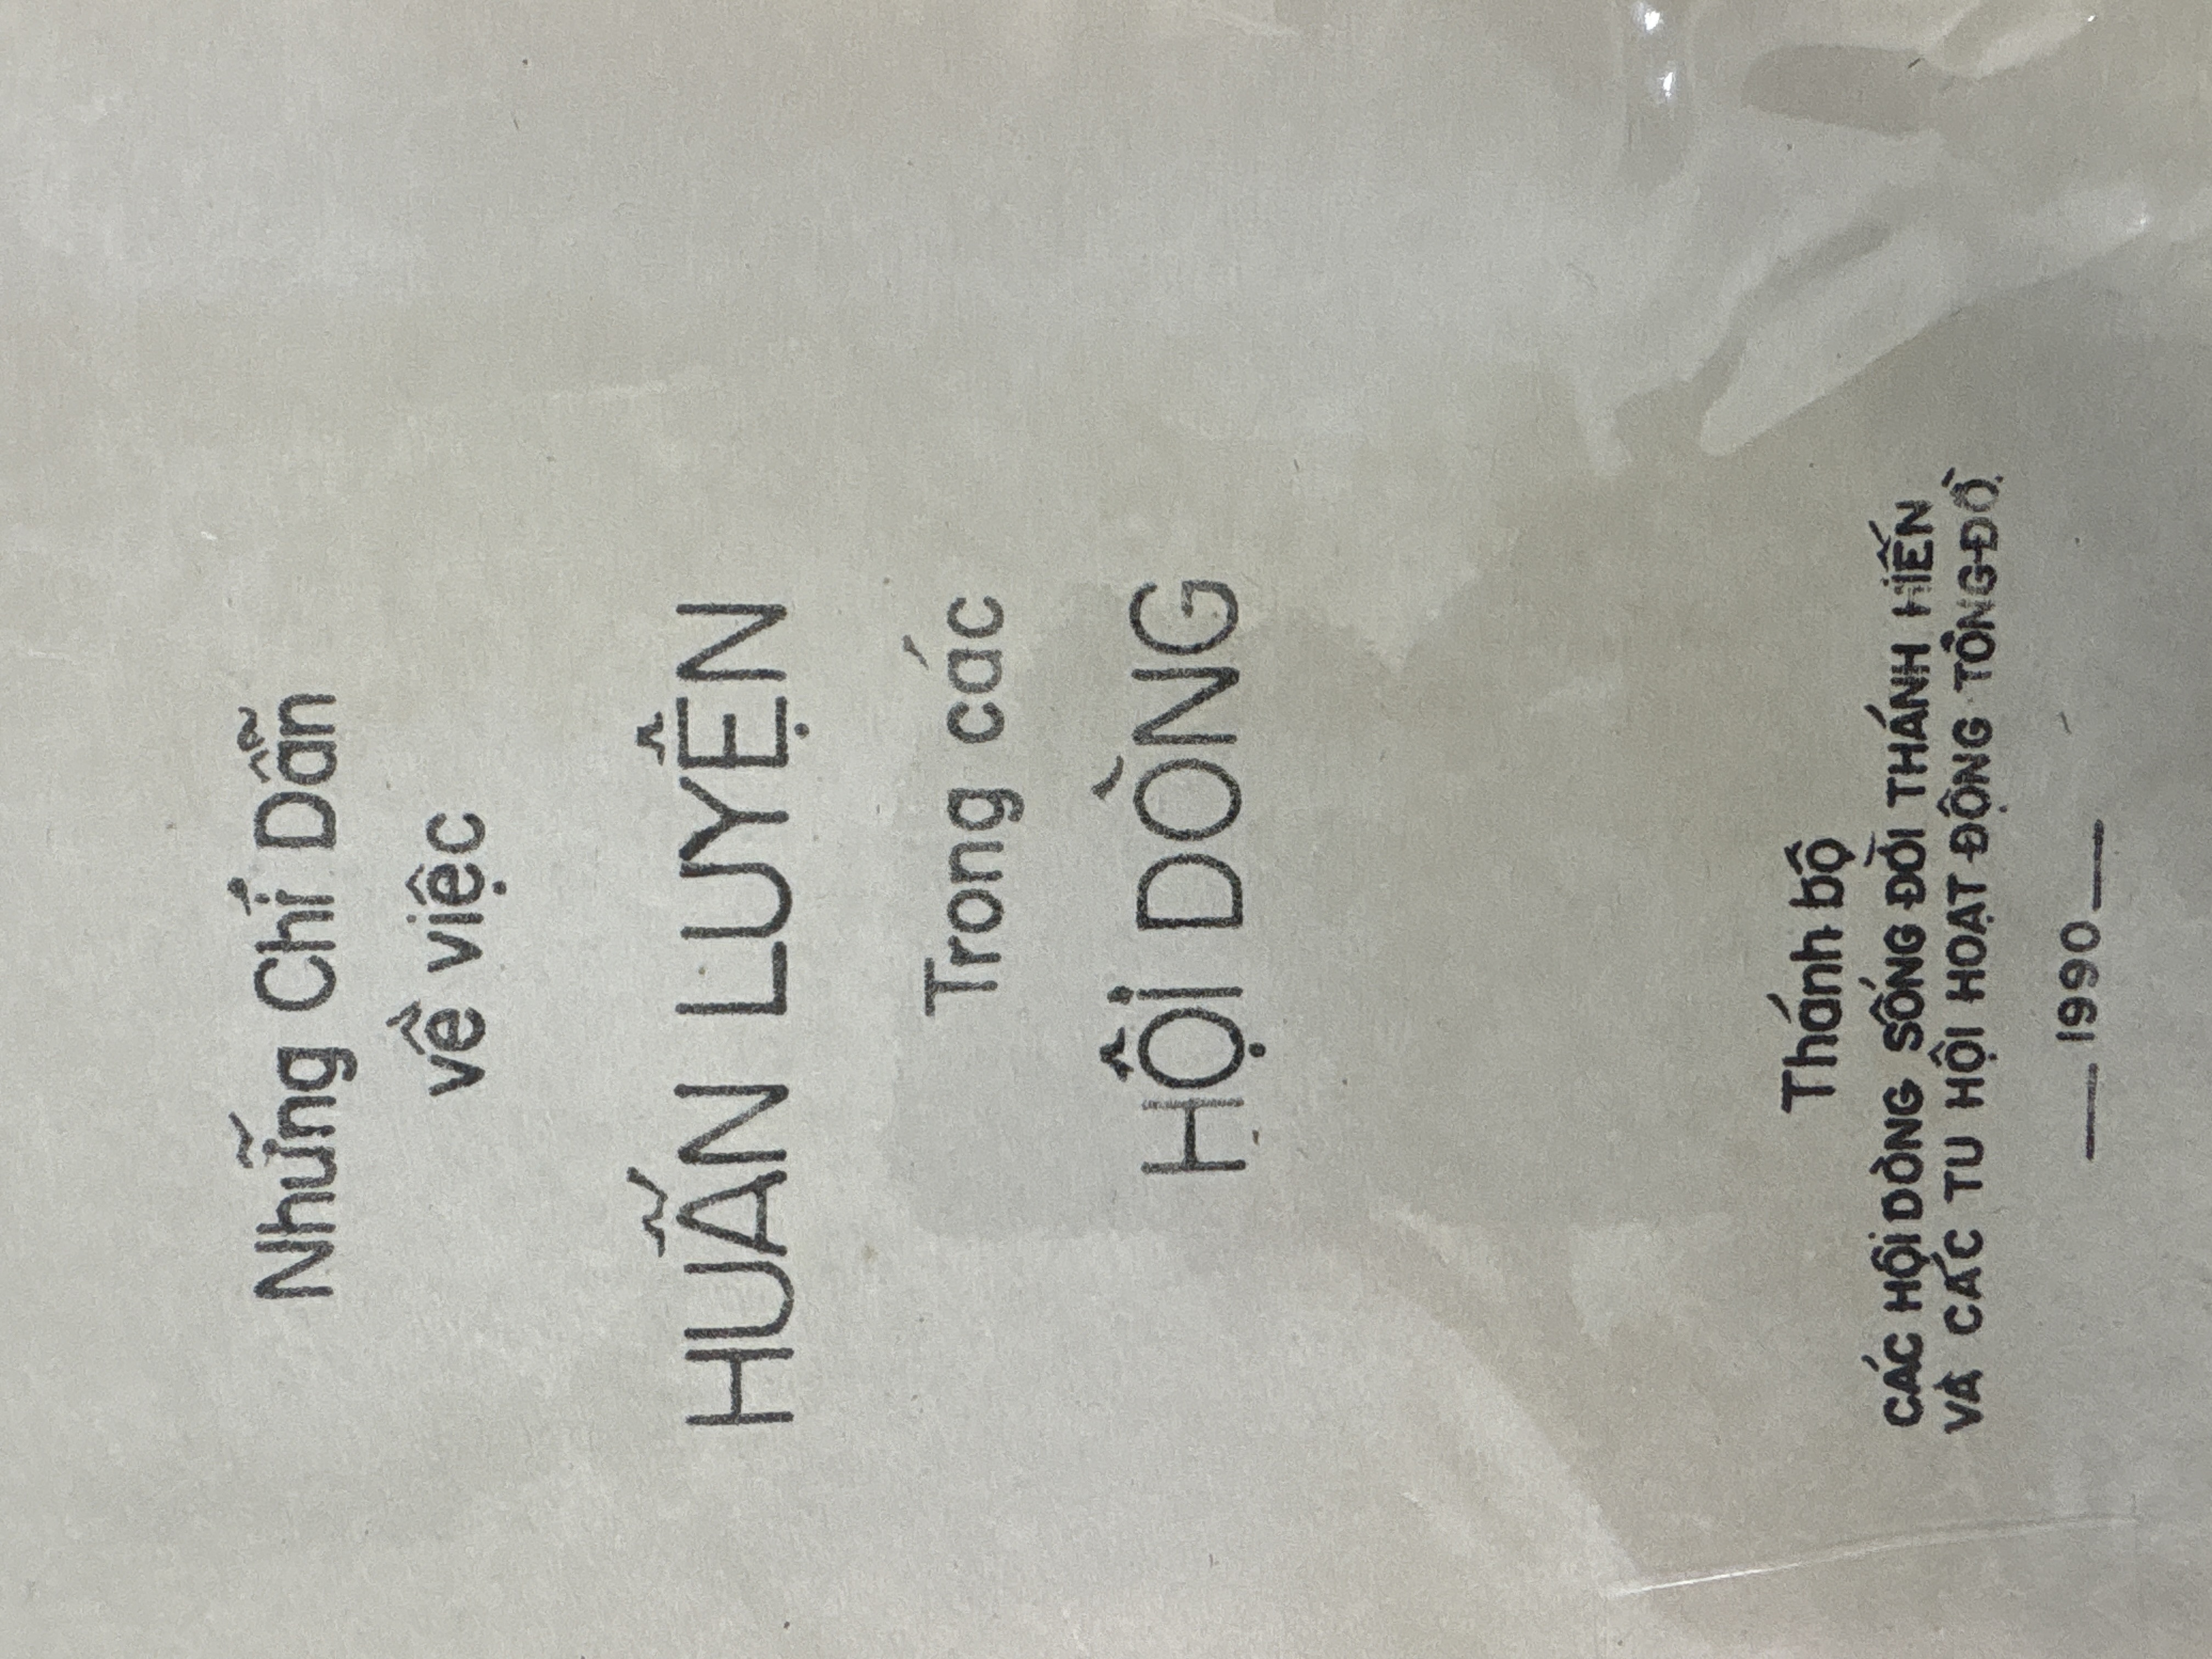 Những Chỉ Dẫn
về việc
HUẤN LUYỆN
Trong các
HỘI DÒNG
Thánh bộ
CÁC HỘI DÒNG SỐNG ĐỜI THÁNH HIẾN
VÀ CÁC TU HỘI HOẠT ĐỘNG TÔNG ĐỒ
— 1990 —